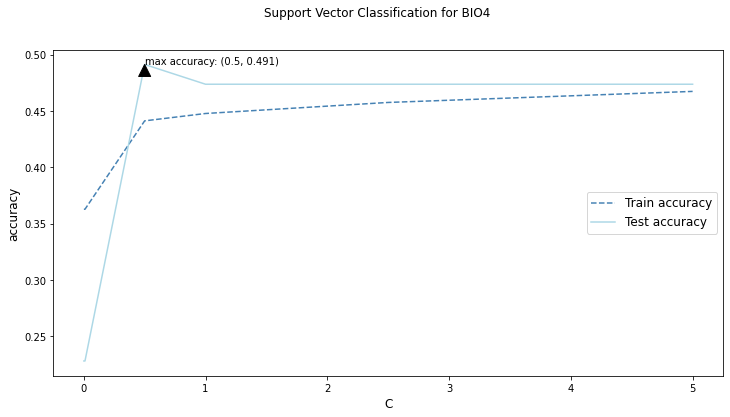 Support Vector Classification for BIO4
max accuracy: (0.5, 0.491)
0.50
0.45
0.40
0.35
0.30
0.25
accuracy
Train accuracy
Test accuracy
0 1 2 3 4 5
C